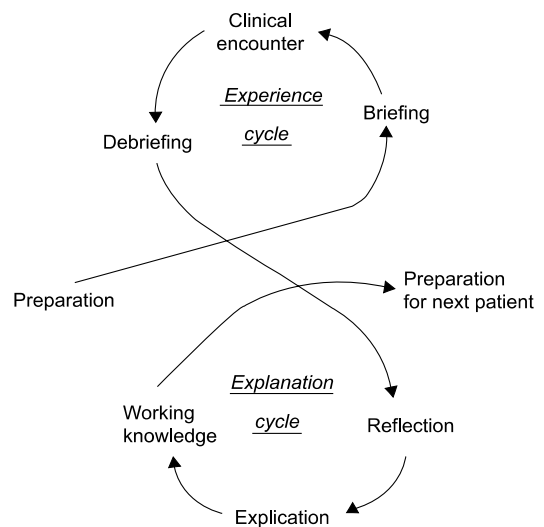 Clinical
encounter
Experience
cycle
Briefing
Debriefing
Preparation
Preparation
for next patient
Explanation
cycle
Working
knowledge
Reflection
Explication